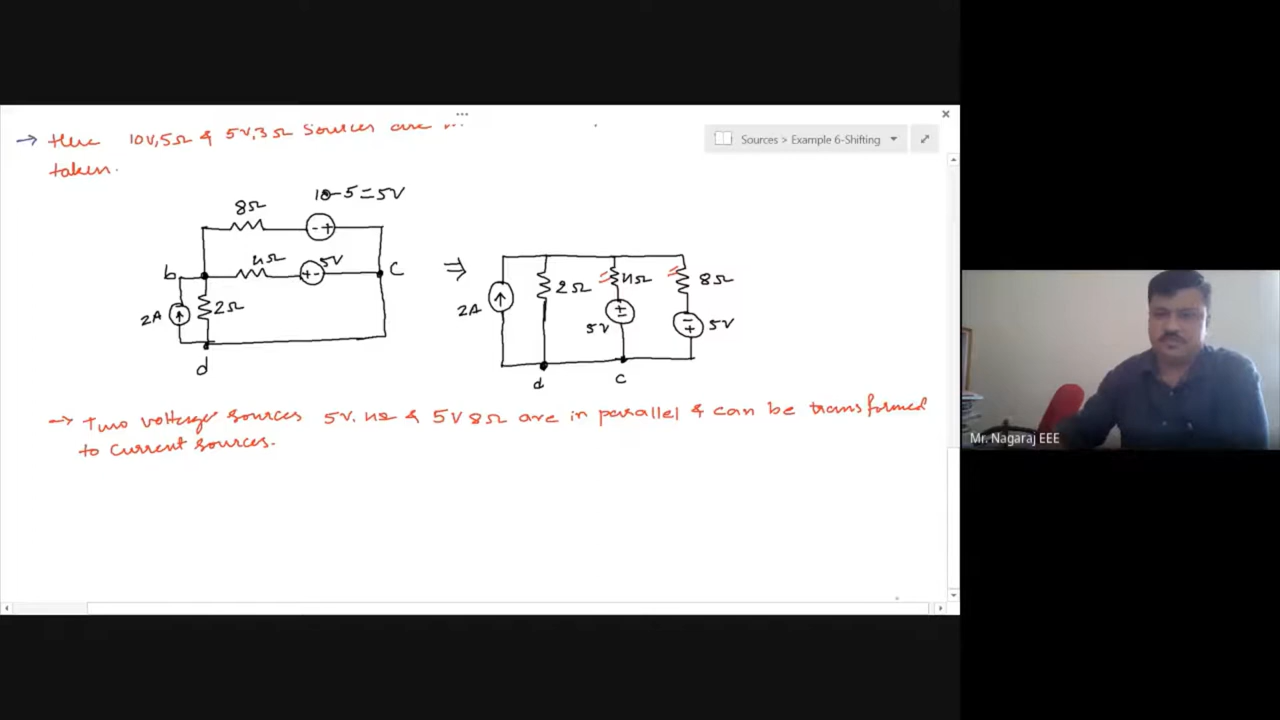 → Here 10V,5Ω & 5V,3Ω Sources are
taken.
10-5=5V
8Ω
4Ω
5V
b
C
⇒
2A
2Ω
d
2A
2Ω
4Ω
8Ω
5V
5V
d
c
→ Two voltage sources 5V.4Ω & 5V 8Ω are in parallel & can be transformed
to current sources.
Sources > Example 6-Shifting
Mr. Nagaraj EEE